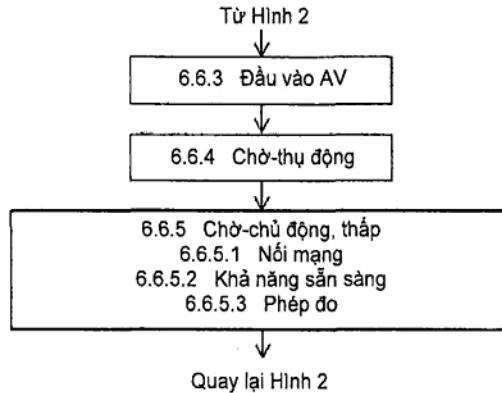 Từ Hình 2
6.6.3 Đầu vào AV
6.6.4 Chờ-thụ động
6.6.5 Chờ-chủ động, thấp
6.6.5.1 Nối mạng
6.6.5.2 Khả năng sẵn sàng
6.6.5.3 Phép đo
Quay lại Hình 2